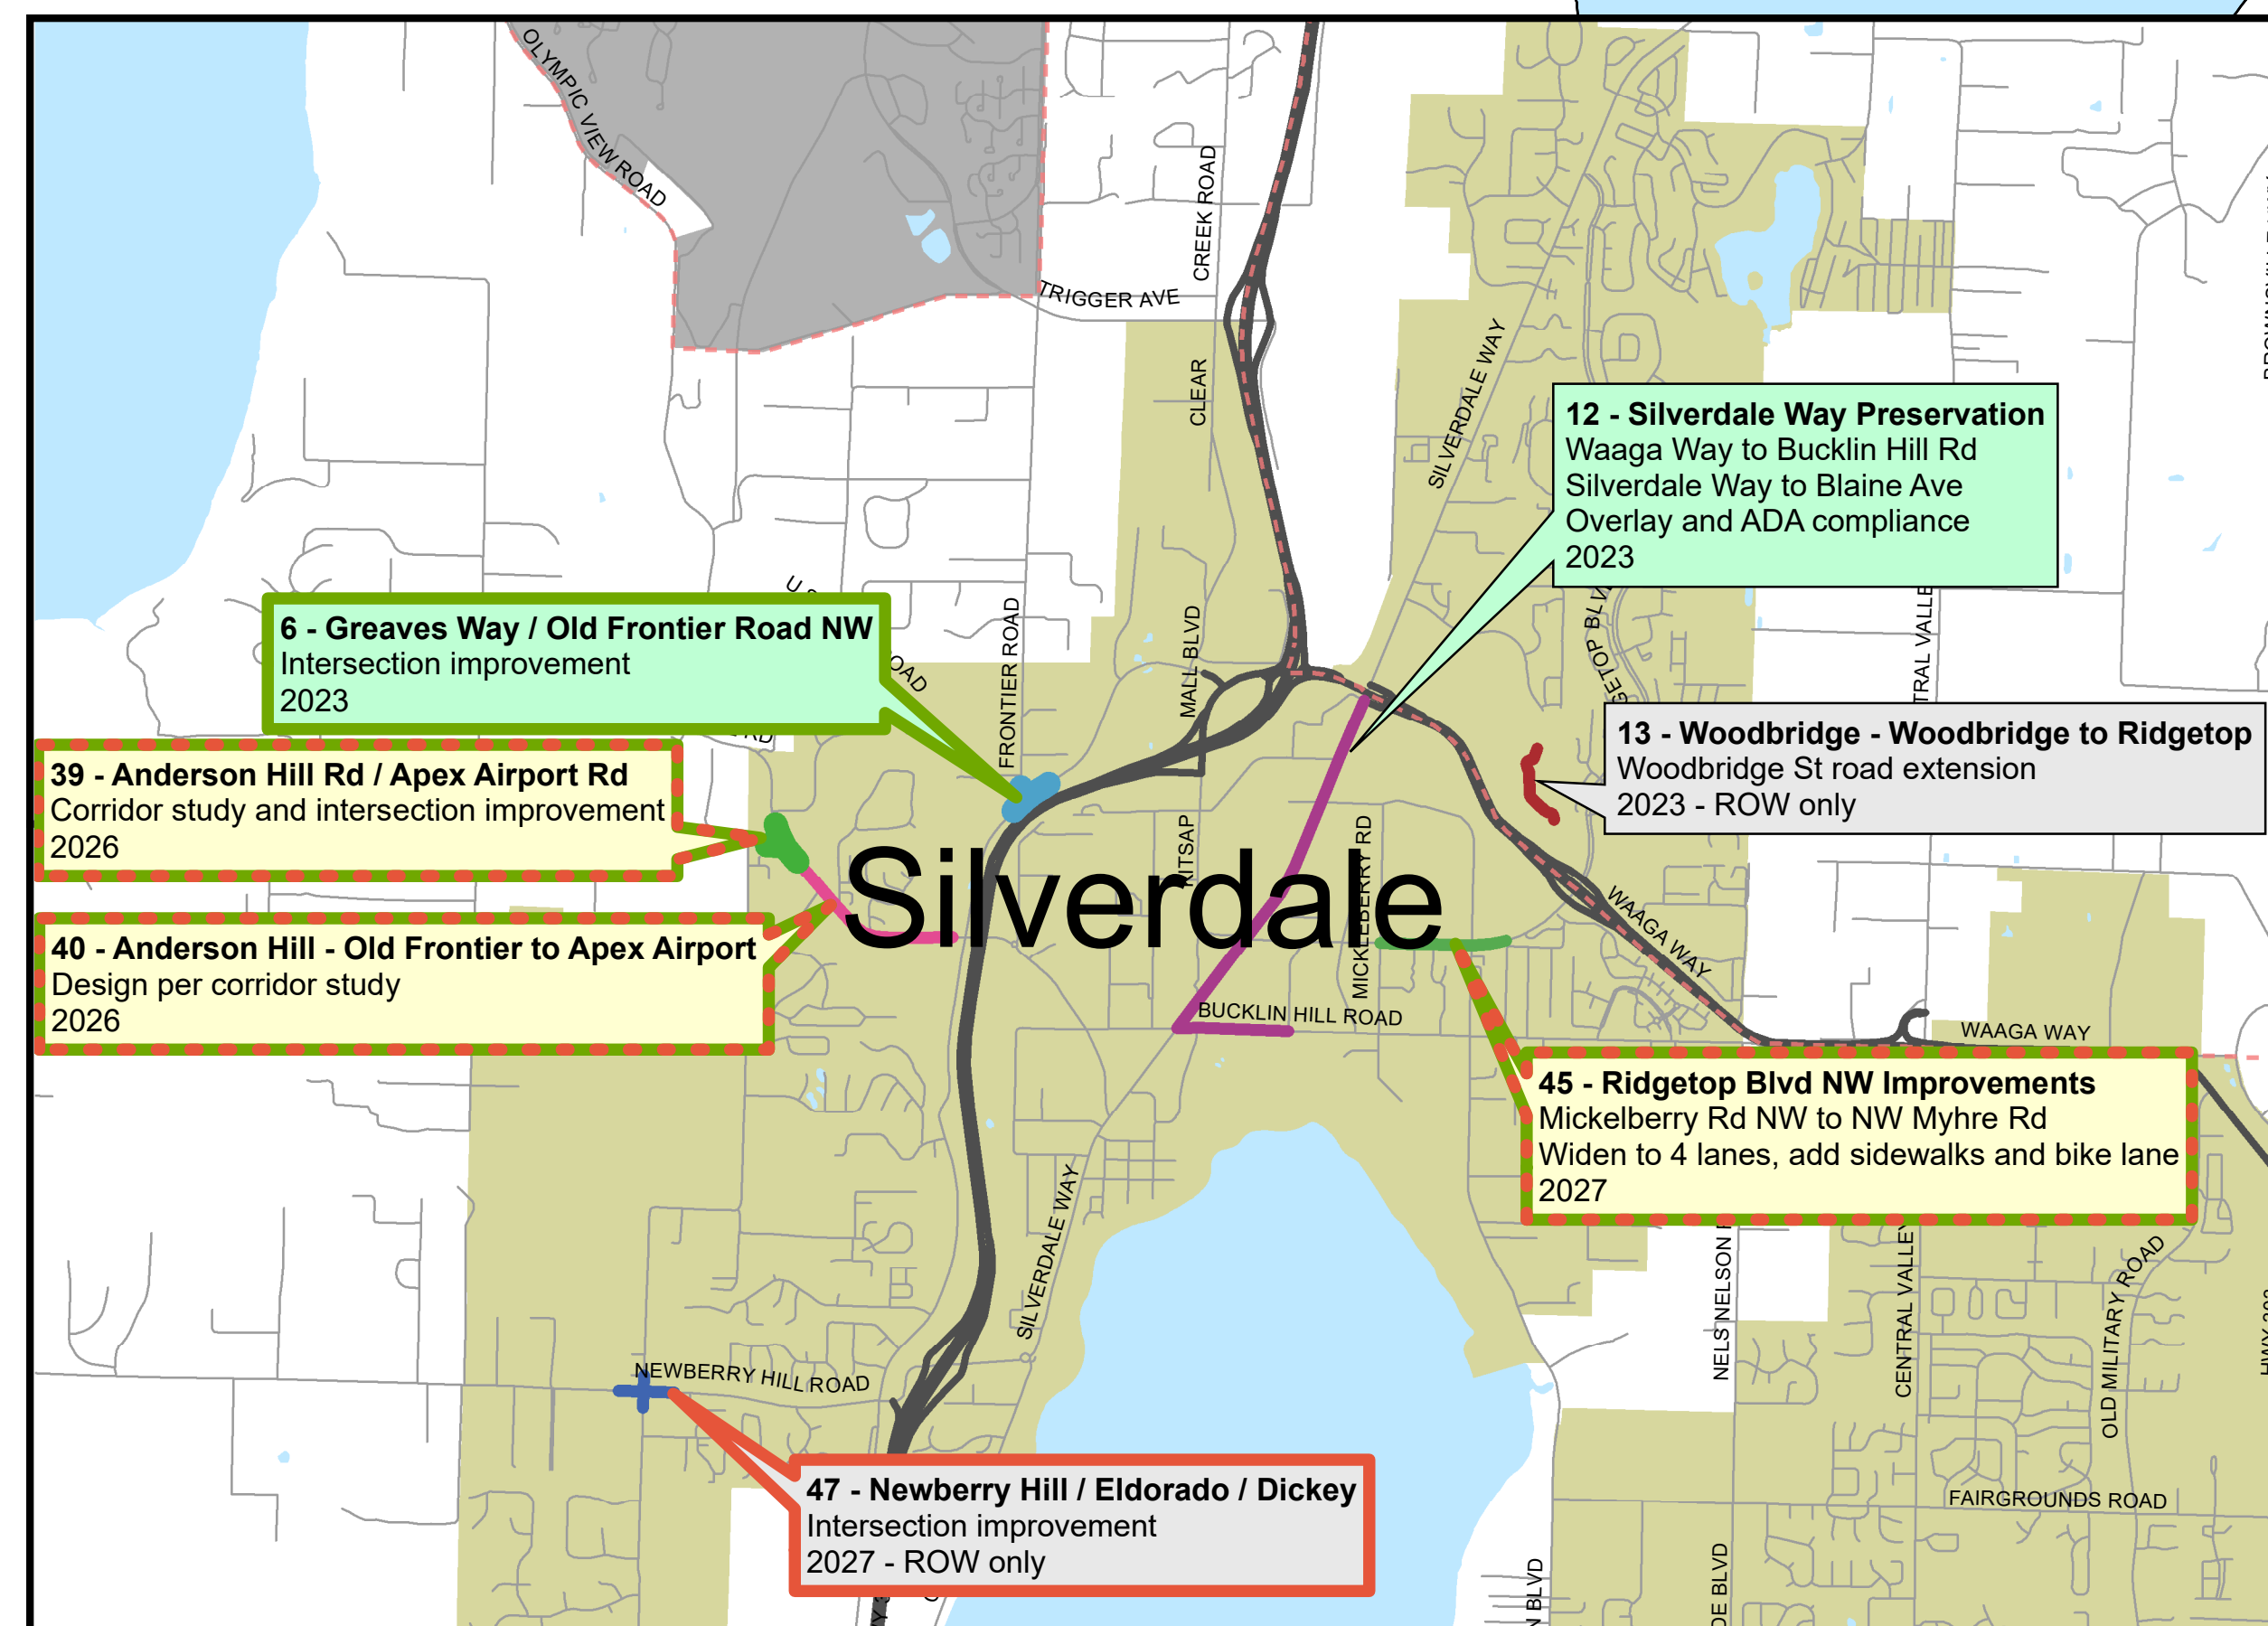 OLYMPIC VIEW ROAD
CREEK ROAD
TRIGGER AVE
CLEAR
SILVERDALE WAY
12 - Silverdale Way Preservation
Waaga Way to Bucklin Hill Rd
Silverdale Way to Blaine Ave
Overlay and ADA compliance
2023
6 - Greaves Way / Old Frontier Road NW
Intersection improvement
2023
FRONTIER ROAD
MALL BLVD
13 - Woodbridge - Woodbridge to Ridgetop
Woodbridge St road extension
2023 - ROW only
39 - Anderson Hill Rd / Apex Airport Rd
Corridor study and intersection improvement
2026
KITSAP
MICKLEBERRY RD
Silverdale
WAAGA WAY
40 - Anderson Hill - Old Frontier to Apex Airport
Design per corridor study
2026
BUCKLIN HILL ROAD
WAAGA WAY
45 - Ridgetop Blvd NW Improvements
Mickelberry Rd NW to NW Myhre Rd
Widen to 4 lanes, add sidewalks and bike lane
2027
SILVERDALE WAY
NELS NELSON
CENTRAL VALLEY
OLD MILITARY ROAD
NEWBERRY HILL ROAD
47 - Newberry Hill / Eldorado / Dickey
Intersection improvement
2027 - ROW only
FAIRGROUNDS ROAD
BLVD
BLVD